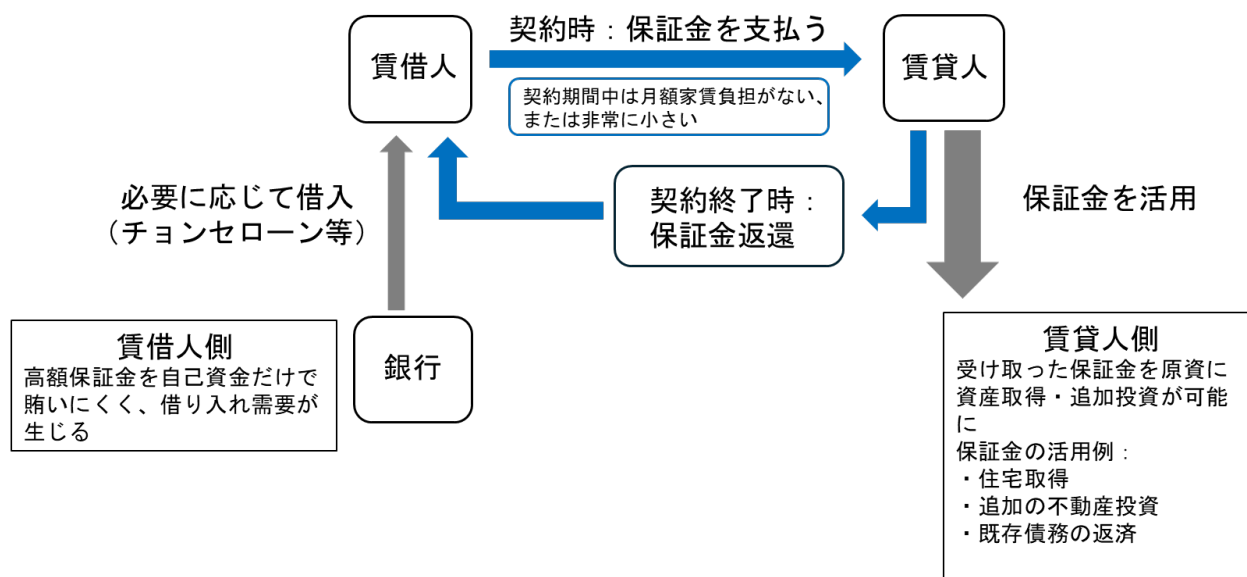 契約時：保証金を支払う
賃借人
賃貸人
契約期間中は月額家賃負担がない、
または非常に小さい
必要に応じて借入
（チョンセローン等）
契約終了時：
保証金返還
保証金を活用
賃借人側
高額保証金を自己資金だけで
賄いにくく、借り入れ需要が
生じる
銀行
賃貸人側
受け取った保証金を原資に
資産取得・追加投資が可能
に
保証金の活用例：
・住宅取得
・追加の不動産投資
・既存債務の返済